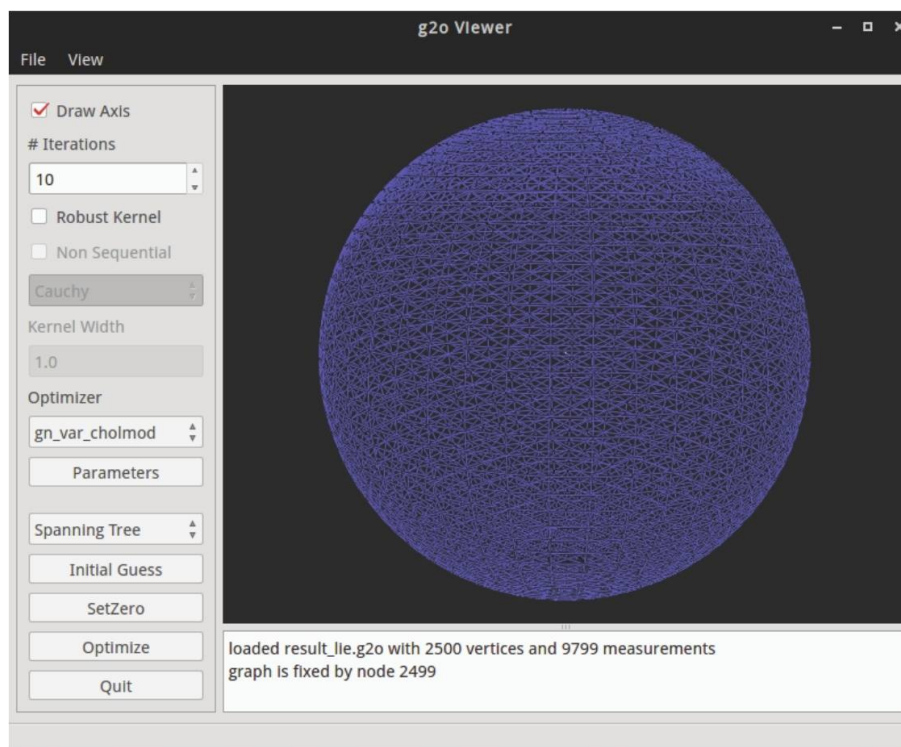 g2o Viewer
File View
Draw Axis
# Iterations
10
Robust Kernel
Non Sequential
Cauchy
Kernel Width
1.0
Optimizer
gn_var_cholmod
Parameters
Spanning Tree
Initial Guess
SetZero
Optimize
Quit
loaded result_lie.g2o with 2500 vertices and 9799 measurements
graph is fixed by node 2499